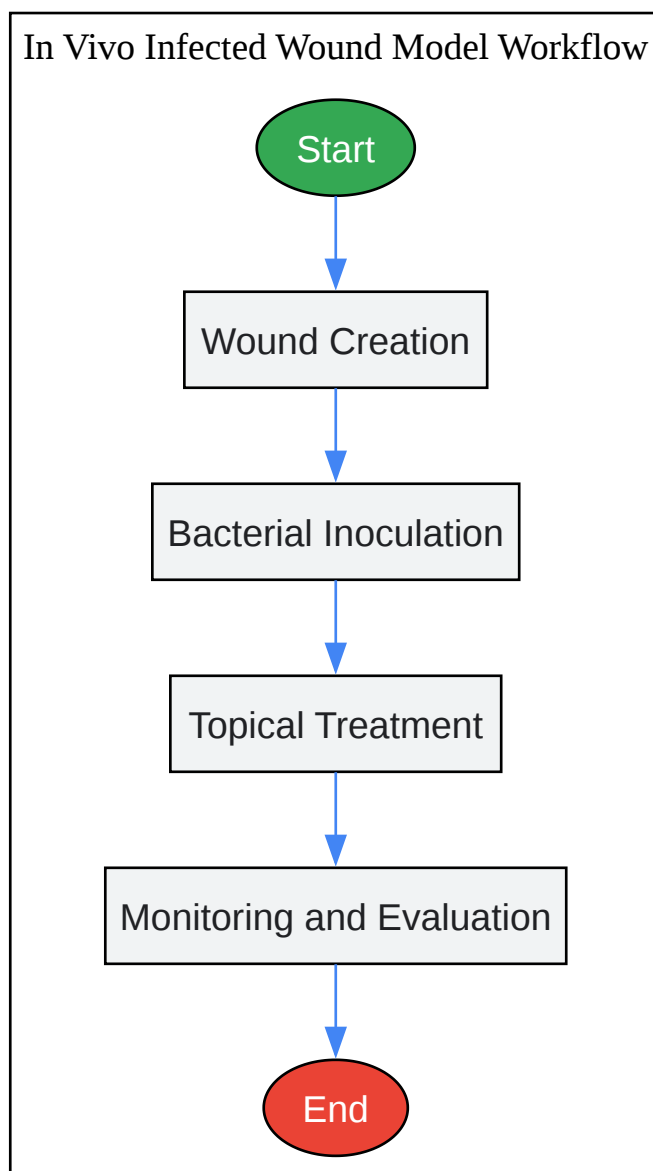 In Vivo Infected Wound Model Workflow
Start
Wound Creation
Bacterial Inoculation
Topical Treatment
Monitoring and Evaluation
End